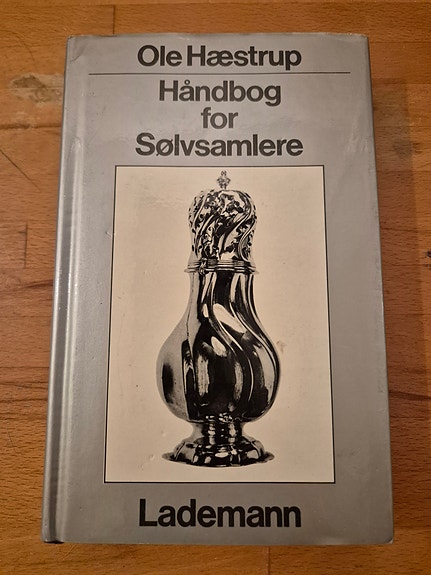 Ole Hæstrup
Håndbog
for
Sølvsamlere
Lademann